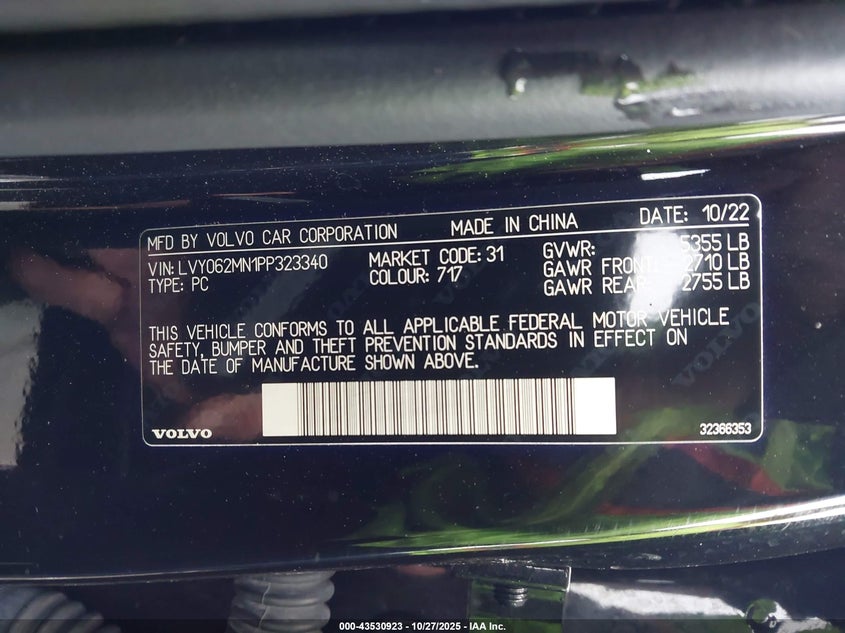 MFD BY VOLVO CAR CORPORATION MADE IN CHINA DATE: 10/22
VIN: LVY062MN1PP323340 MARKET CODE: 31 GVWR: 5355 LB
TYPE: PC COLOUR: 717 GAWR FRONT: 2710 LB
GAWR REAR: 2755 LB
THIS VEHICLE CONFORMS TO ALL APPLICABLE FEDERAL MOTOR VEHICLE
SAFETY, BUMPER AND THEFT PREVENTION STANDARDS IN EFFECT ON
THE DATE OF MANUFACTURE SHOWN ABOVE.
VOLVO 32366353
VOLVO
000-43530923 - 10/27/2025 - IAA Inc.